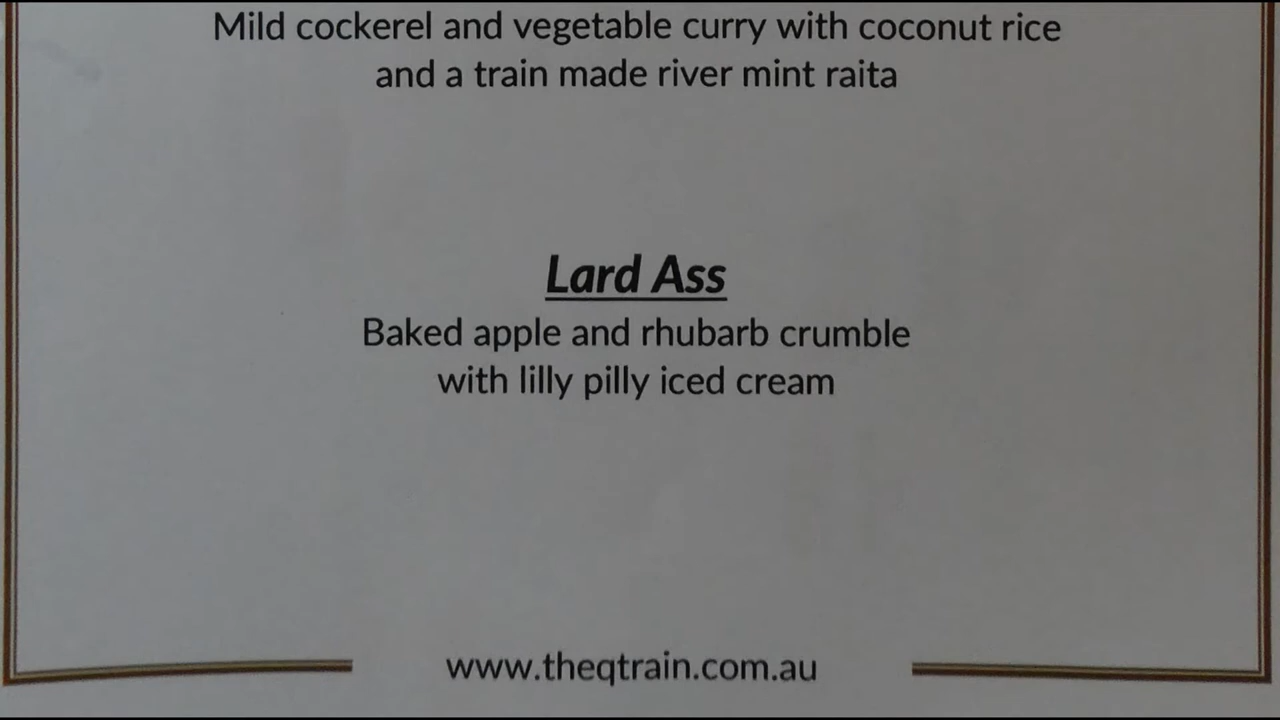 Mild cockerel and vegetable curry with coconut rice
and a train made river mint raita
Lard Ass
Baked apple and rhubarb crumble
with lilly pilly iced cream
www.theqtrain.com.au